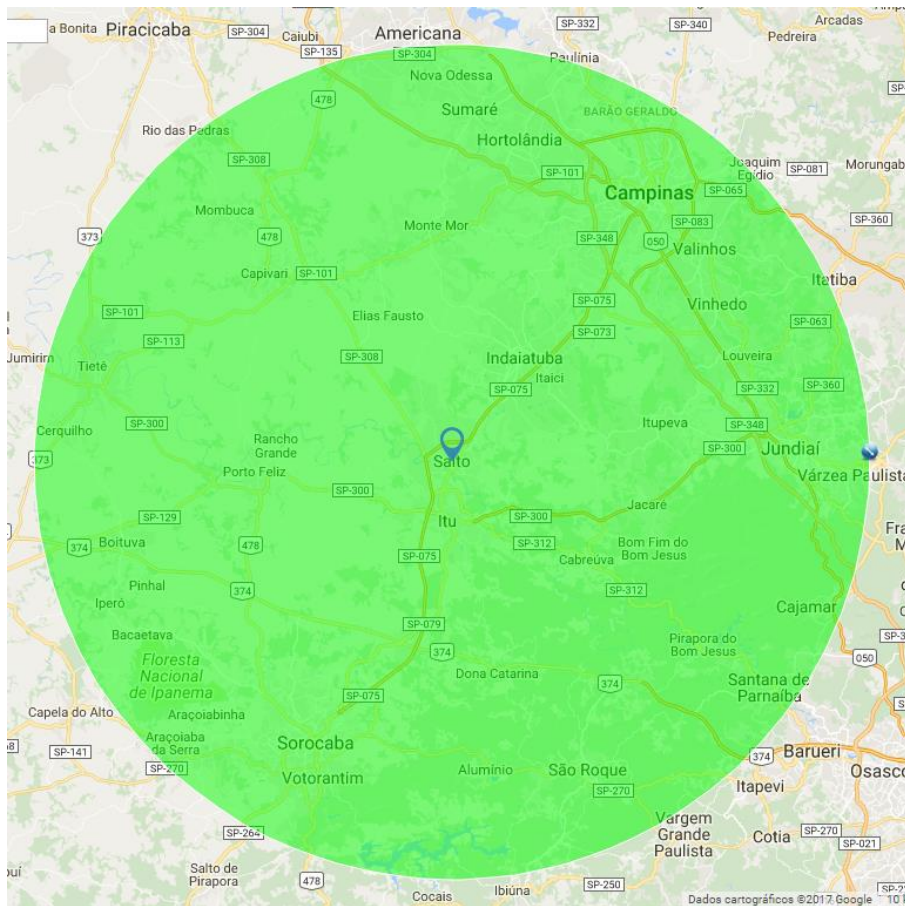 a Bonita
Piracicaba
SP-304
Caiubi
SP-135
Americana
SP-304
Paulínia
SP-332
SP-340
Arcadas
Pedreira
Nova Odessa
478
Sumaré
BARÃO GERALDO
Rio das Pedras
Hortolândia
SP-308
SP-101
Joaquim
Egídio
SP-081
Morungab
SP-065
Campinas
Mombuca
Monte Mor
SP-083
SP-360
373
478
SP-348
050
Valinhos
Capivari
SP-101
Itatiba
SP-075
Vinhedo
SP-101
Elias Fausto
SP-073
SP-063
SP-113
Jumirim
SP-308
Indaiatuba
Louveira
Tietê
Itaici
SP-075
SP-332
SP-360
SP-300
Itupeva
SP-348
Cerquilho
Rancho
Grande
SP-300
Jundiaí
373
Salto
Porto Feliz
Várzea Paulista
SP-300
Jacaré
SP-129
Itu
SP-300
374
Boituva
478
SP-312
Bom Fim do
Bom Jesus
SP-075
Cabreúva
Pinhal
374
SP-312
Iperó
Cajamar
Bacaetava
SP-079
Pirapora do
Bom Jesus
374
050
Floresta
Nacional
de Ipanema
Dona Catarina
374
Santana de
Parnaíba
SP-075
Capela do Alto
Araçoiabinha
Araçoiaba
da Serra
Sorocaba
SP-141
Barueri
374
SP-270
Votorantim
Alumínio
São Roque
Osasco
SP-270
Itapevi
Vargem
Grande
Paulista
SP-264
Cotia
SP-270
SP-021
Salto de
Pirapora
478
Cocais
Ibiúna
SP-250
Dados cartográficos ©2017 Google